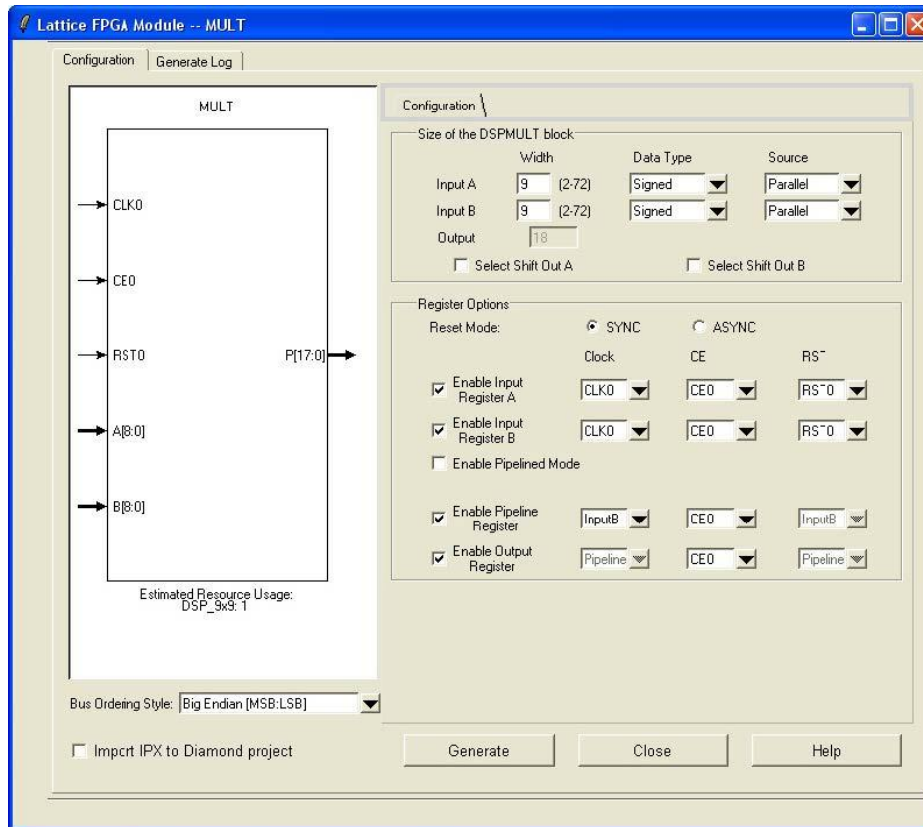 Lattice FPGA Module -- MULT
Configuration Generate Log
MULT
CLK0
CE0
RST0 P[17:0]
A[8:0]
B[8:0]
Estimated Resource Usage:
DSP_9x9: 1
Bus Ordering Style: Big Endian [MSB:LSB]
Configuration
Size of the DSPMULT block
Width Data Type Source
Input A 9 (2-72) Signed Parallel
Input B 9 (2-72) Signed Parallel
Output 18
Select Shift Out A Select Shift Out B
Register Options
Reset Mode: SYNC ASYNC
Clock CE RST
Enable Input
Register A CLK0 CE0 RST0
Enable Input
Register B CLK0 CE0 RST0
Enable Pipelined Mode
Enable Pipeline
Register InputB CE0 InputB
Enable Output
Register Pipeline CE0 Pipeline
Import IPX to Diamond project Generate Close Help